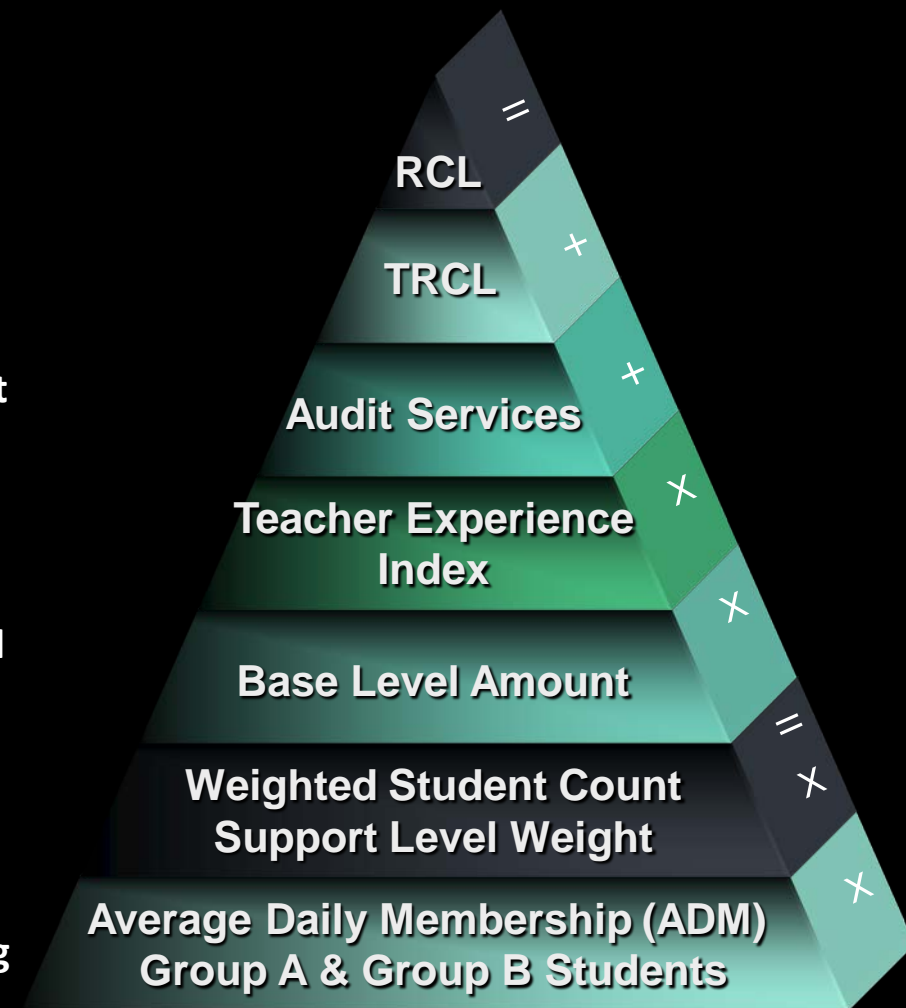 =
RCL
+
TRCL
t
+
Audit Services
X
Teacher Experience
Index
X
l
Base Level Amount
=
Weighted Student Count
X
Support Level Weight
X
Average Daily Membership (ADM)
g
Group A & Group B Students